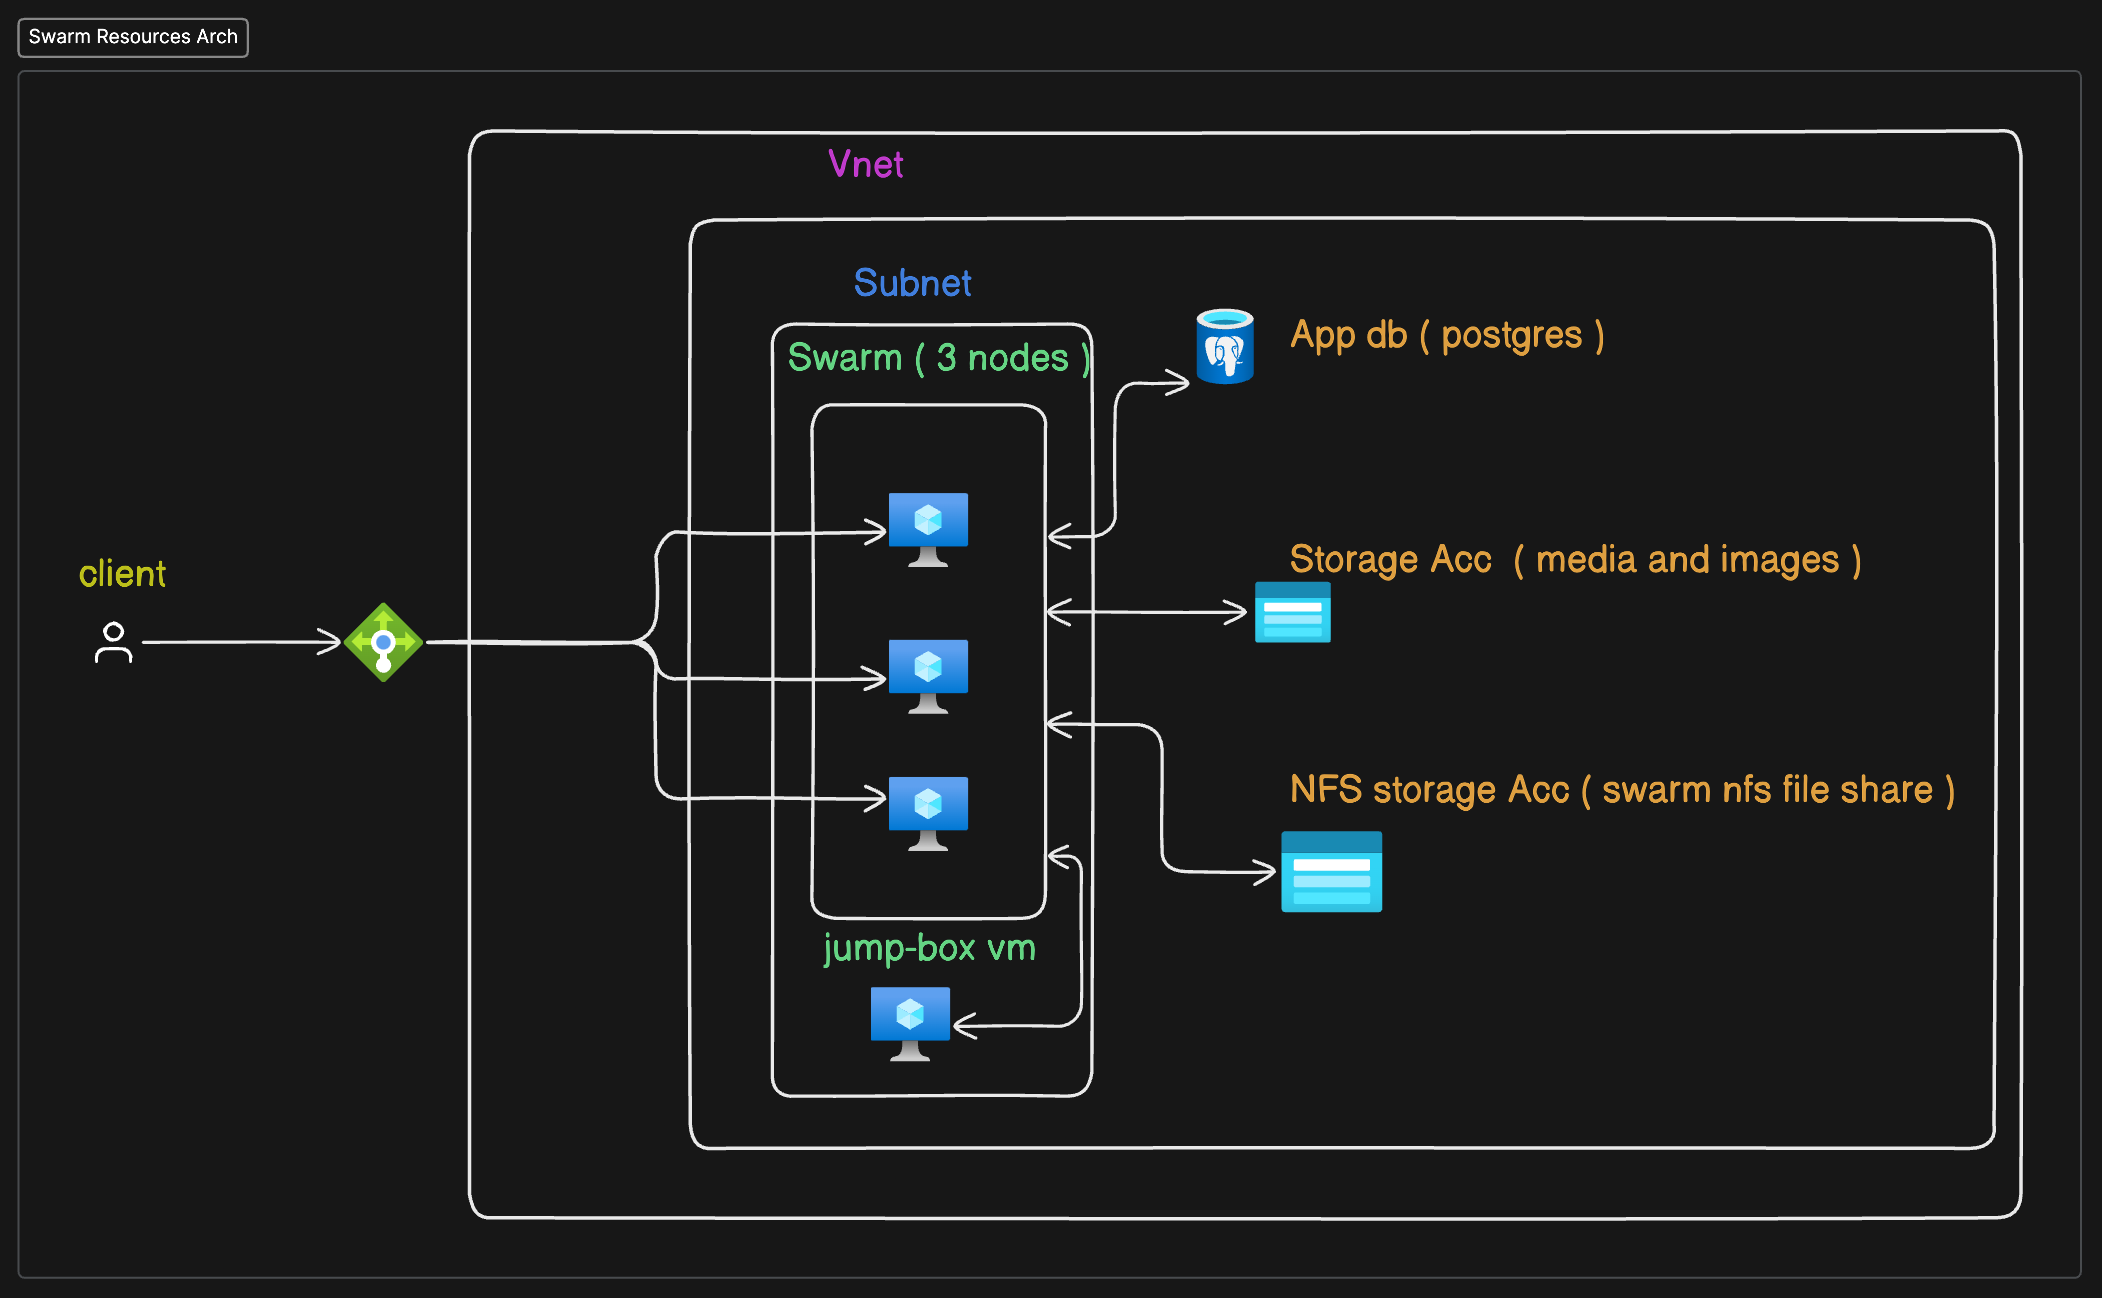 Swarm Resources Arch
Vnet
Subnet
Swarm ( 3 nodes )
App db ( postgres )
Storage Acc ( media and images )
client
NFS storage Acc ( swarm nfs file share )
jump-box vm